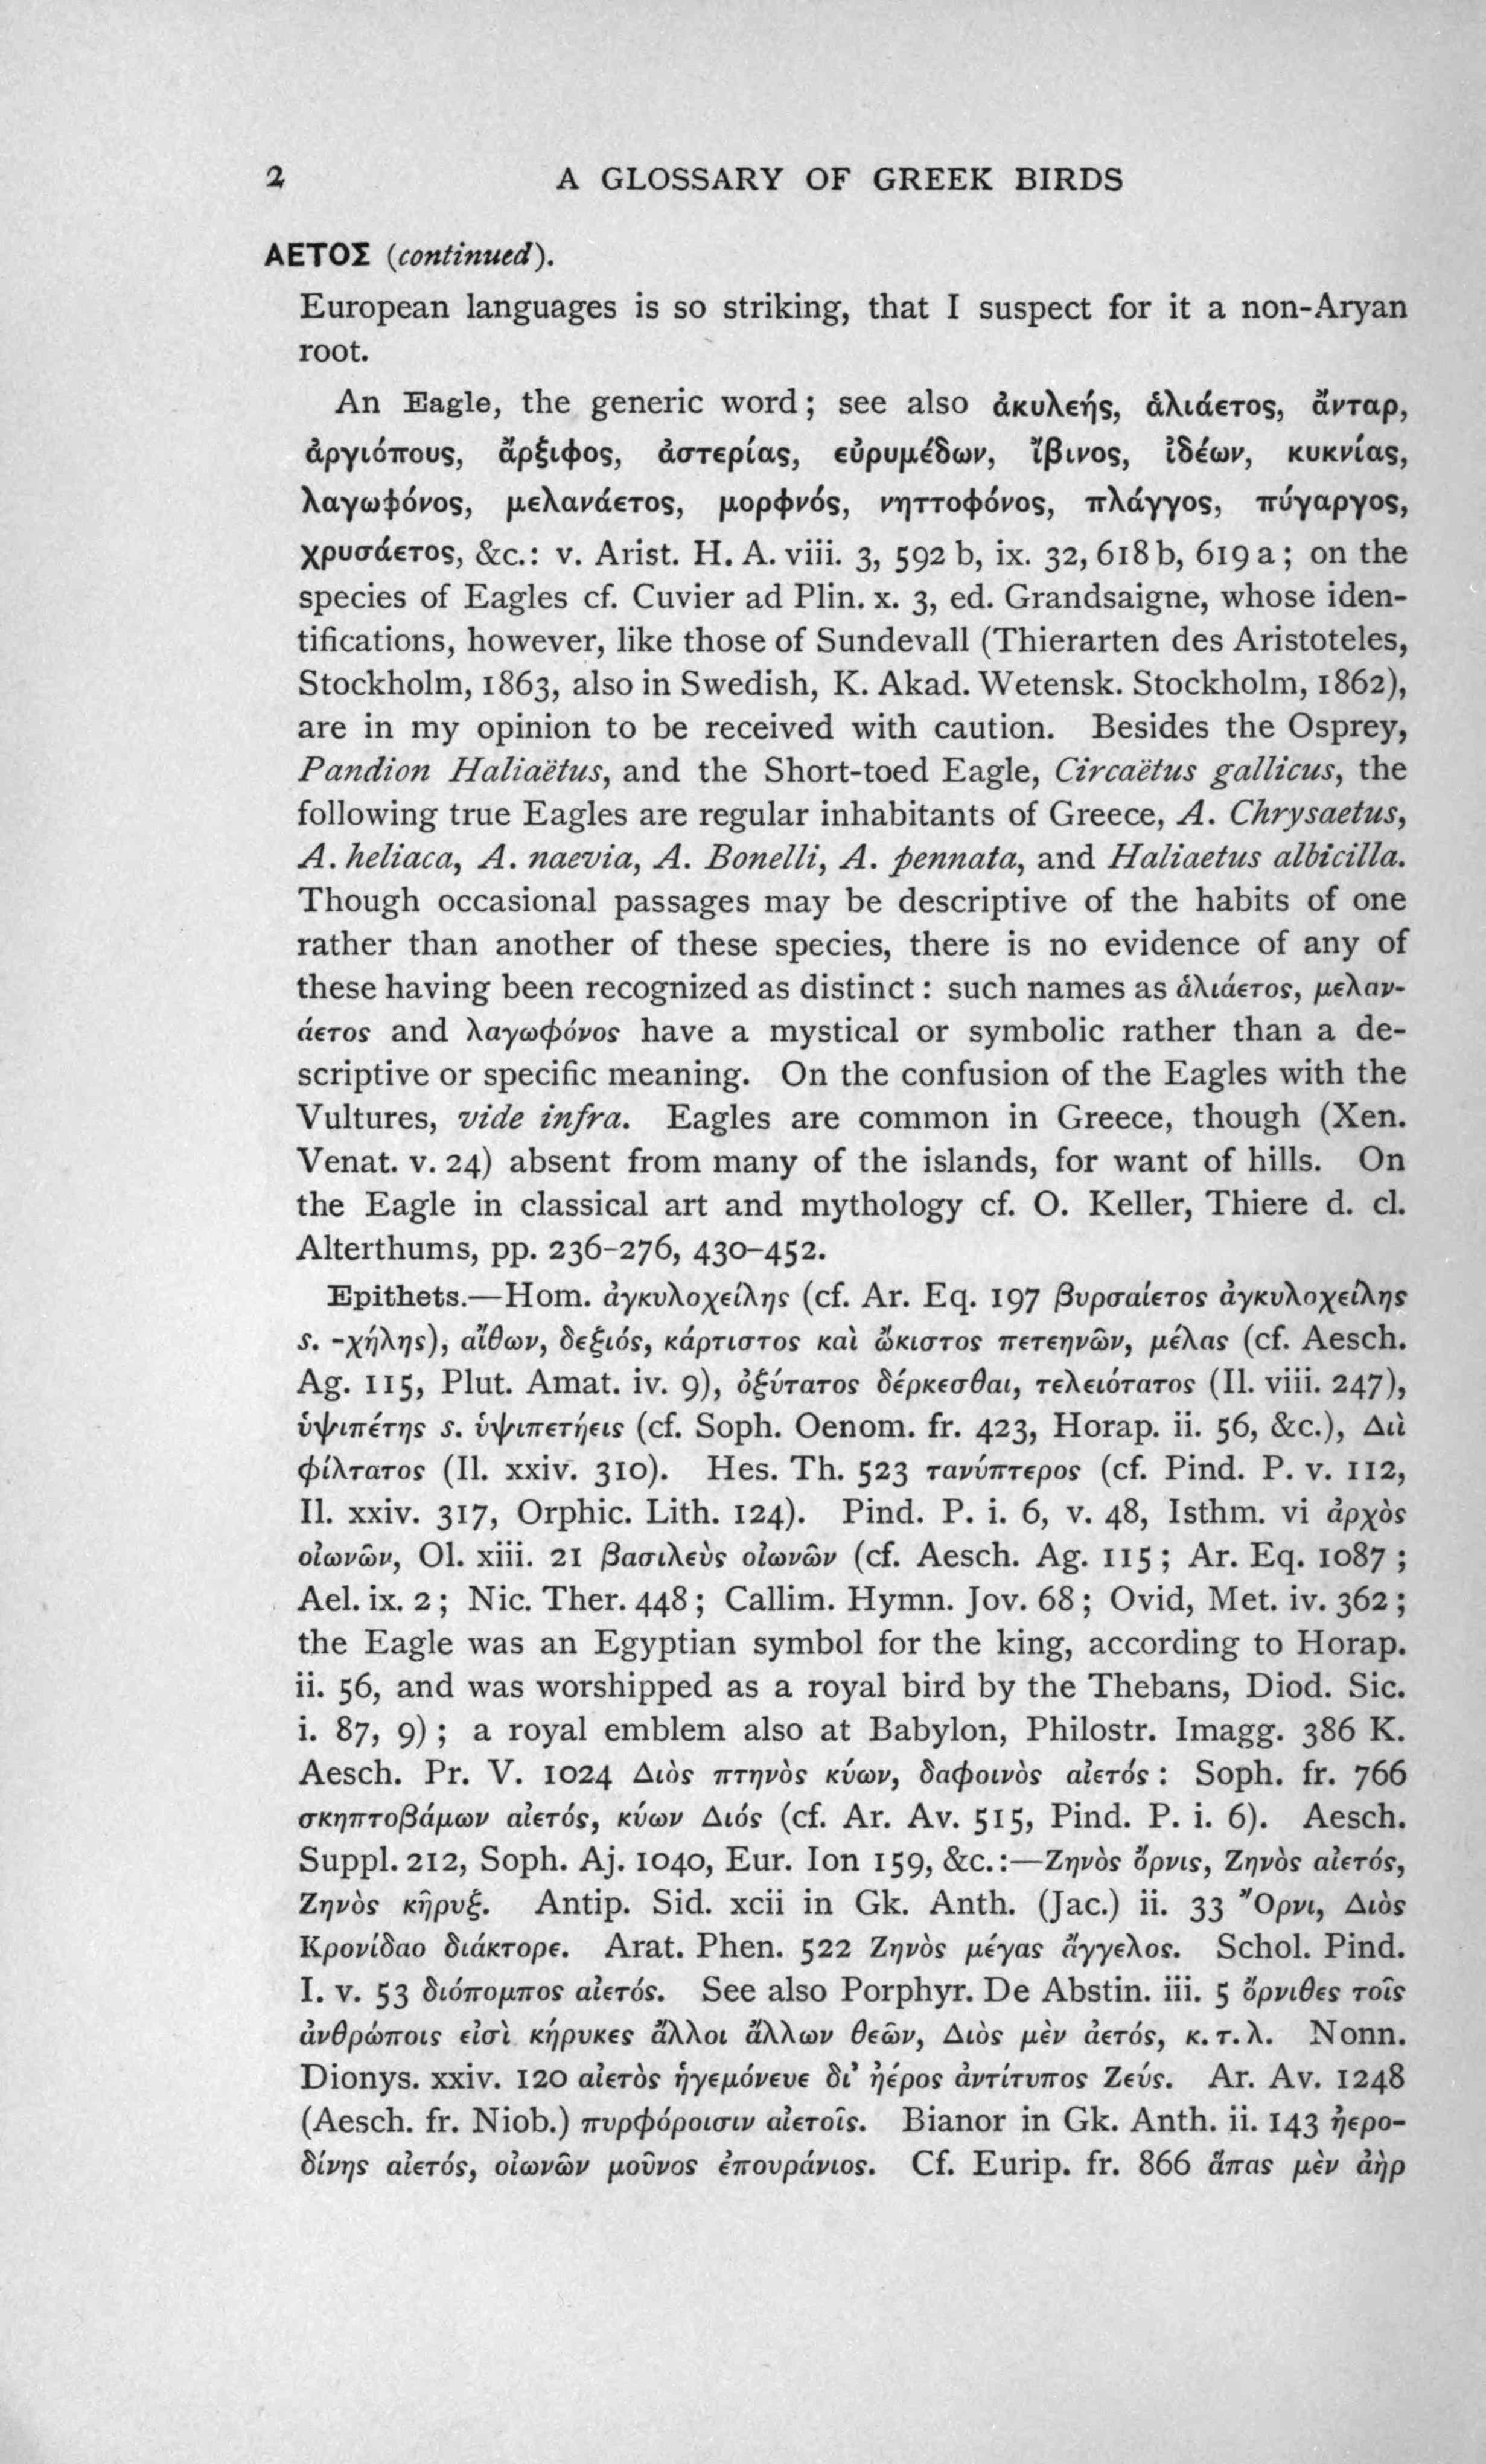 2 A GLOSSARY OF GREEK BIRDS
ΑΕΤΟΣ (continued).
European languages is so striking, that I suspect for it a non-Aryan
root.
An Eagle, the generic word; see also ἀκυλεής, ἁλιάετος, ἄνταρ,
ἀργιόπους, ἄρξιφος, ἀστερίας, εὐρυμέδων, ἴβινος, ἰδέων, κυκνίας,
λαγωφόνος, μελανάετος, μορφνός, νηττοφόνος, πλάγγος, πύγαργος,
χρυσάετος, &c.: v. Arist. H. A. viii. 3, 592 b, ix. 32, 618 b, 619 a; on the
species of Eagles cf. Cuvier ad Plin. x. 3, ed. Grandsaigne, whose iden-
tifications, however, like those of Sundevall (Thierarten des Aristoteles,
Stockholm, 1863, also in Swedish, K. Akad. Wetensk. Stockholm, 1862),
are in my opinion to be received with caution. Besides the Osprey,
Pandion Haliaëtus, and the Short-toed Eagle, Circaëtus gallicus, the
following true Eagles are regular inhabitants of Greece, A. Chrysaetus,
A. heliaca, A. naevia, A. Bonelli, A. pennata, and Haliaetus albicilla.
Though occasional passages may be descriptive of the habits of one
rather than another of these species, there is no evidence of any of
these having been recognized as distinct: such names as ἁλιάετος, μελαν-
άετος and λαγωφόνος have a mystical or symbolic rather than a de-
scriptive or specific meaning. On the confusion of the Eagles with the
Vultures, vide infra. Eagles are common in Greece, though (Xen.
Venat. v. 24) absent from many of the islands, for want of hills. On
the Eagle in classical art and mythology cf. O. Keller, Thiere d. cl.
Alterthums, pp. 236–276, 430–452.
Epithets.—Hom. ἀγκυλοχείλης (cf. Ar. Eq. 197 βυρσαίετος ἀγκυλοχείλης
s. -χήλης), αἴθων, δεξιός, κάρτιστος καὶ ὤκιστος πετεηνῶν, μέλας (cf. Aesch.
Ag. 115, Plut. Amat. iv. 9), ὀξύτατος δέρκεσθαι, τελειότατος (Il. viii. 247),
ὑψιπέτης s. ὑψιπετήεις (cf. Soph. Oenom. fr. 423, Horap. ii. 56, &c.), Διὶ
φίλτατος (Il. xxiv. 310). Hes. Th. 523 τανύπτερος (cf. Pind. P. v. 112,
Il. xxiv. 317, Orphic. Lith. 124). Pind. P. i. 6, v. 48, Isthm. vi ἀρχὸς
οἰωνῶν, Ol. xiii. 21 βασιλεὺς οἰωνῶν (cf. Aesch. Ag. 115; Ar. Eq. 1087;
Ael. ix. 2; Nic. Ther. 448; Callim. Hymn. Jov. 68; Ovid, Met. iv. 362;
the Eagle was an Egyptian symbol for the king, according to Horap.
ii. 56, and was worshipped as a royal bird by the Thebans, Diod. Sic.
i. 87, 9); a royal emblem also at Babylon, Philostr. Imagg. 386 K.
Aesch. Pr. V. 1024 Διὸς πτηνὸς κύων, δαφοινὸς αἰετός: Soph. fr. 766
σκηπτοβάμων αἰετός, κύων Διός (cf. Ar. Av. 515, Pind. P. i. 6). Aesch.
Suppl. 212, Soph. Aj. 1040, Eur. Ion 159, &c.:—Ζηνὸς ὄρνις, Ζηνὸς αἰετός,
Ζηνὸς κῆρυξ. Antip. Sid. xcii in Gk. Anth. (Jac.) ii. 33 Ὄρνι, Διὸς
Κρονίδαο διάκτορε. Arat. Phen. 522 Ζηνὸς μέγας ἄγγελος. Schol. Pind.
I. v. 53 διόπομπος αἰετός. See also Porphyr. De Abstin. iii. 5 ὄρνιθες τοῖς
ἀνθρώποις εἰσὶ κήρυκες ἄλλοι ἄλλων θεῶν, Διὸς μὲν ἀετός, κ.τ.λ. Nonn.
Dionys. xxiv. 120 αἰετὸς ἡγεμόνευε δι' ἠέρος ἀντίτυπος Ζεύς. Ar. Av. 1248
(Aesch. fr. Niob.) πυρφόροισιν αἰετοῖς. Bianor in Gk. Anth. ii. 143 ἠερο-
δίνης αἰετός, οἰωνῶν μοῦνος ἐπουράνιος. Cf. Eurip. fr. 866 ἅπας μὲν ἀὴρ